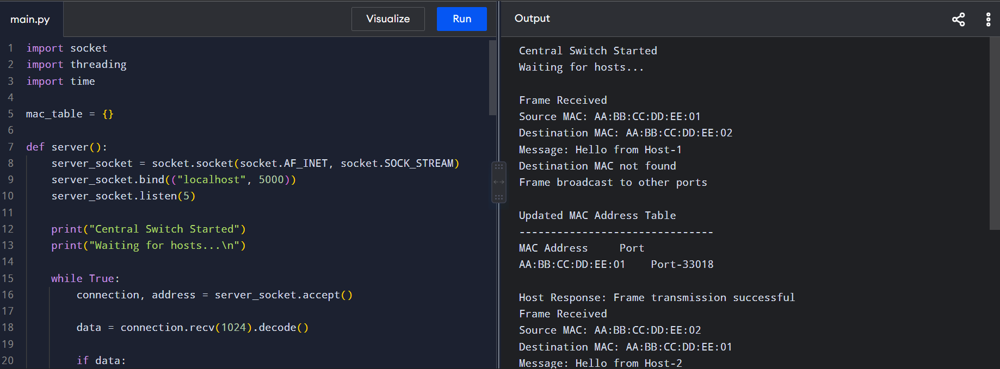 main.py
Visualize
Run
1 import socket
2 import threading
3 import time
4
5 mac_table = {}
6
7 def server():
8     server_socket = socket.socket(socket.AF_INET, socket.SOCK_STREAM)
9     server_socket.bind(("localhost", 5000))
10     server_socket.listen(5)
11
12     print("Central Switch Started")
13     print("Waiting for hosts...\n")
14
15     while True:
16         connection, address = server_socket.accept()
17
18         data = connection.recv(1024).decode()
19
20         if data:
Output
Central Switch Started
Waiting for hosts...

Frame Received
Source MAC: AA:BB:CC:DD:EE:01
Destination MAC: AA:BB:CC:DD:EE:02
Message: Hello from Host-1
Destination MAC not found
Frame broadcast to other ports

Updated MAC Address Table
-------------------------------
MAC Address     Port
AA:BB:CC:DD:EE:01    Port-33018

Host Response: Frame transmission successful
Frame Received
Source MAC: AA:BB:CC:DD:EE:02
Destination MAC: AA:BB:CC:DD:EE:01
Message: Hello from Host-2